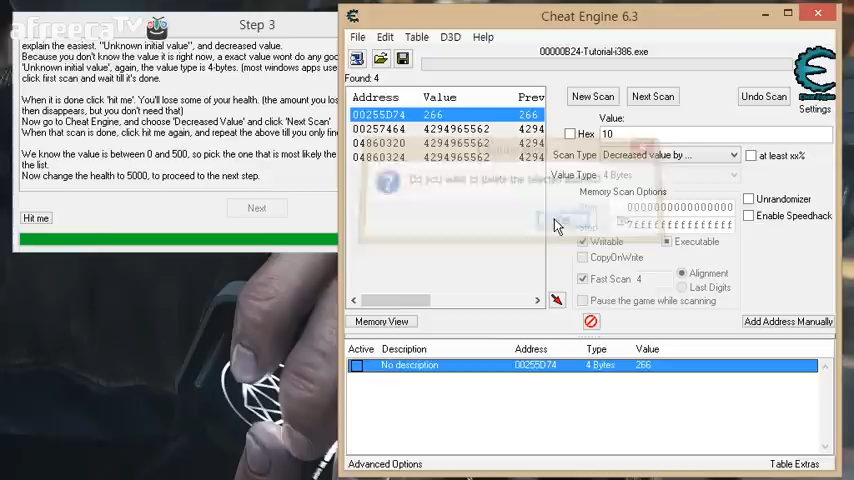 afreecaTV
Step 3
explain the easiest. "Unknown initial value", and decreased value.
Because you don't know the value it is right now, a exact value wont do any goo
'Unknown initial value', again, the value type is 4-bytes. (most windows apps use
click first scan and wait till it's done.
When it is done click 'hit me'. You'll lose some of your health. (the amount you los
then disappears, but you don't need that)
Now go to Cheat Engine, and choose 'Decreased Value' and click 'Next Scan'
When that scan is done, click hit me again, and repeat the above till you only fin
We know the value is between 0 and 500, so pick the one that is most likely the
the list.
Now change the health to 5000, to proceed to the next step.
Next
Hit me
Cheat Engine 6.3
File Edit Table D3D Help
00000B24-Tutorial-i386.exe
Found: 4
Address Value Prev
00255D74 266 266
00257464 4294965562 4294
04860320 4294965562 4294
04860324 4294965562 4294
New Scan Next Scan Undo Scan
Settings
Value:
Hex 10
Scan Type Decreased value by ... at least xx%
Value Type 4 Bytes
Do you want to delete the selected
Memory Scan Options
0000000000000000
7fffffffffffffff
Stop
Unrandomizer
Enable Speedhack
Writable Executable
CopyOnWrite
Fast Scan 4 Alignment
Last Digits
Pause the game while scanning
Memory View Add Address Manually
Active Description Address Type Value
No description 00255D74 4 Bytes 266
Advanced Options Table Extras